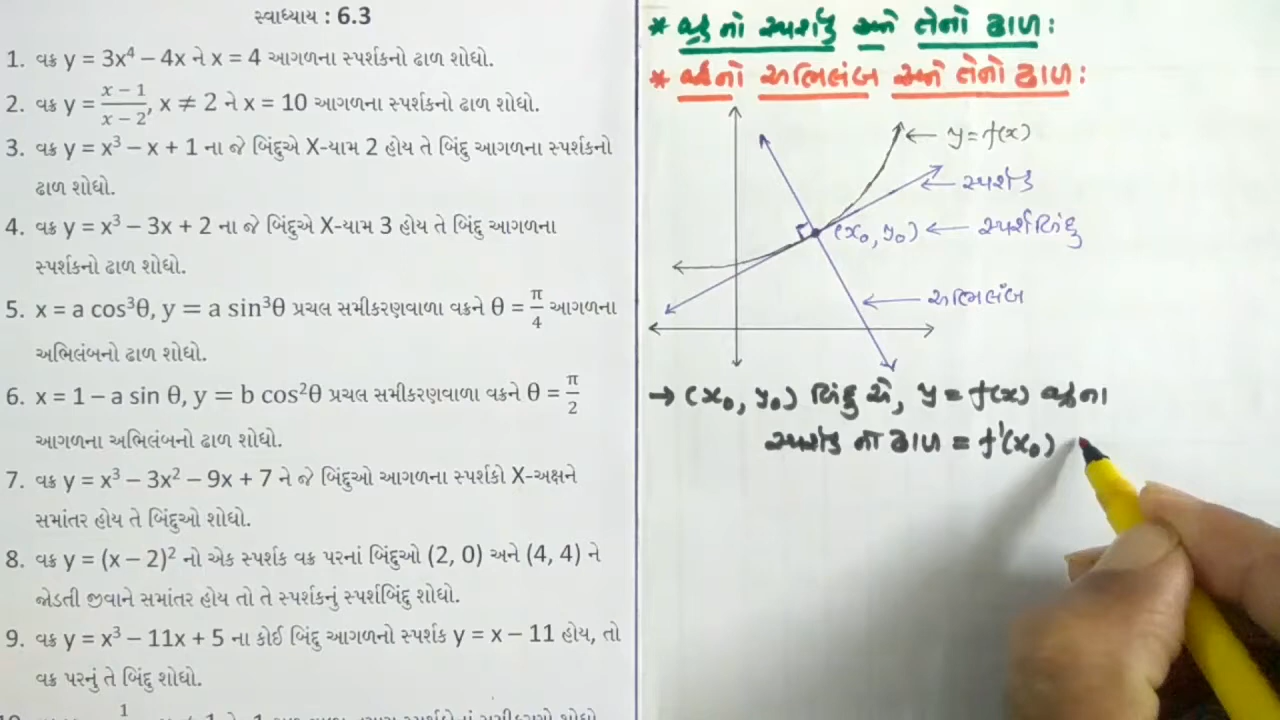 સ્વાધ્યાય : 6.3
1. વક્ર y = 3x⁴ – 4x ને x = 4 આગળના સ્પર્શકનો ઢાળ શોધો.
2. વક્ર y = (x – 1)/(x – 2), x ≠ 2 ને x = 10 આગળના સ્પર્શકનો ઢાળ શોધો.
3. વક્ર y = x³ – x + 1 ના જે બિંદુએ X-યામ 2 હોય તે બિંદુ આગળના સ્પર્શકનો
ઢાળ શોધો.
4. વક્ર y = x³ – 3x + 2 ના જે બિંદુએ X-યામ 3 હોય તે બિંદુ આગળના
સ્પર્શકનો ઢાળ શોધો.
5. x = a cos³θ, y = a sin³θ પ્રચલ સમીકરણવાળા વક્રને θ = π/4 આગળના
અભિલંબનો ઢાળ શોધો.
6. x = 1 – a sin θ, y = b cos²θ પ્રચલ સમીકરણવાળા વક્રને θ = π/2
આગળના અભિલંબનો ઢાળ શોધો.
7. વક્ર y = x³ – 3x² – 9x + 7 ને જે બિંદુઓ આગળના સ્પર્શકો X-અક્ષને
સમાંતર હોય તે બિંદુઓ શોધો.
8. વક્ર y = (x – 2)² નો એક સ્પર્શક વક્ર પરનાં બિંદુઓ (2, 0) અને (4, 4) ને
જોડતી જીવાને સમાંતર હોય તો તે સ્પર્શકનું સ્પર્શબિંદુ શોધો.
9. વક્ર y = x³ – 11x + 5 ના કોઈ બિંદુ આગળનો સ્પર્શક y = x – 11 હોય, તો
વક્ર પરનું તે બિંદુ શોધો.
* વક્રનો સ્પર્શક અને તેનો ઢાળ :
* વક્રનો અભિલંબ અને તેનો ઢાળ :
← y = f(x)
← સ્પર્શક
(x₀, y₀) ← સ્પર્શબિંદુ
← અભિલંબ
→ (x₀, y₀) બિંદુ એ, y = f(x) વક્રના
સ્પર્શક નો ઢાળ = f'(x₀)